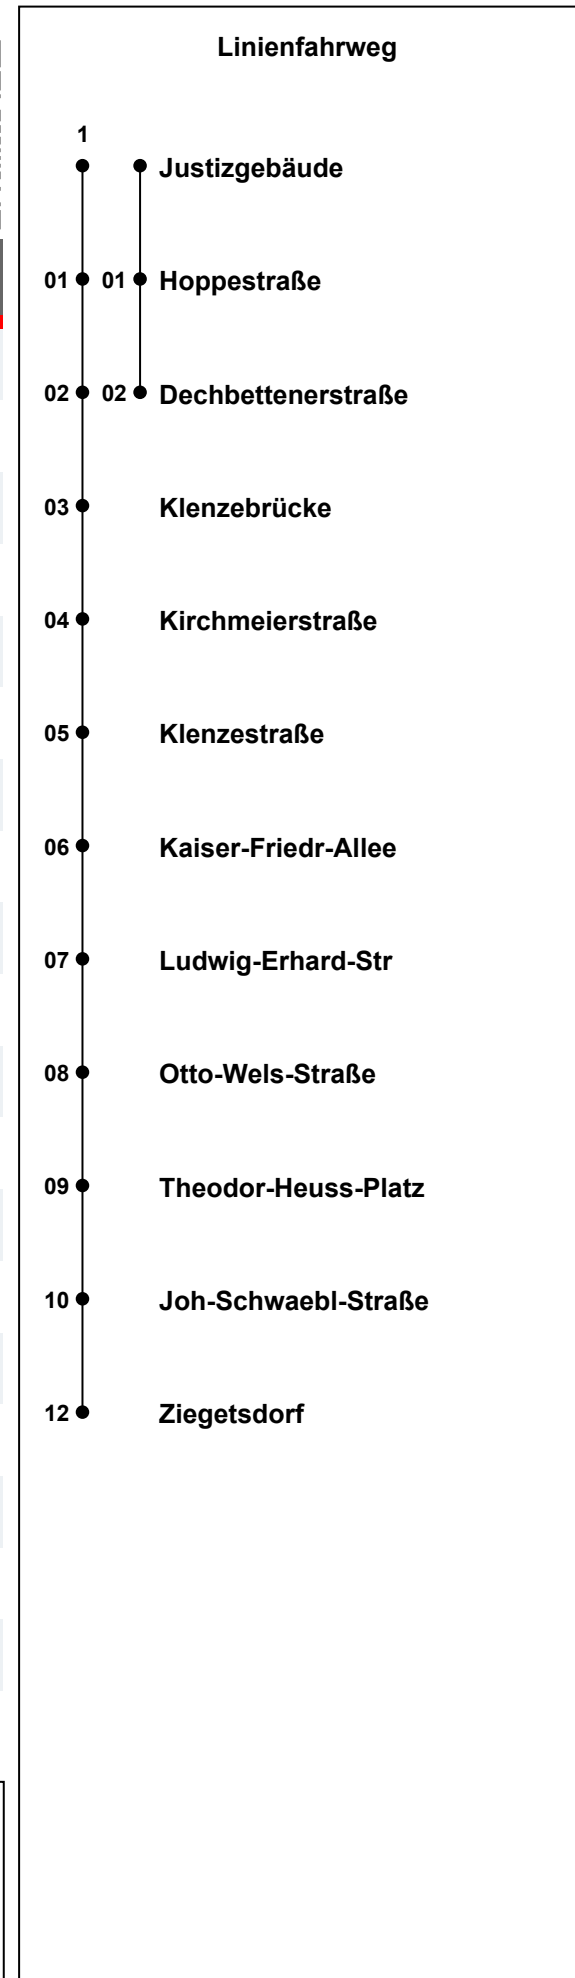 Linienfahrweg
1
Justizgebäude
01 01 Hoppestraße
02 02 Dechbettenerstraße
03 Klenzebrücke
04 Kirchmeierstraße
05 Klenzestraße
06 Kaiser-Friedr-Allee
07 Ludwig-Erhard-Str
08 Otto-Wels-Straße
09 Theodor-Heuss-Platz
10 Joh-Schwaebl-Straße
12 Ziegetsdorf